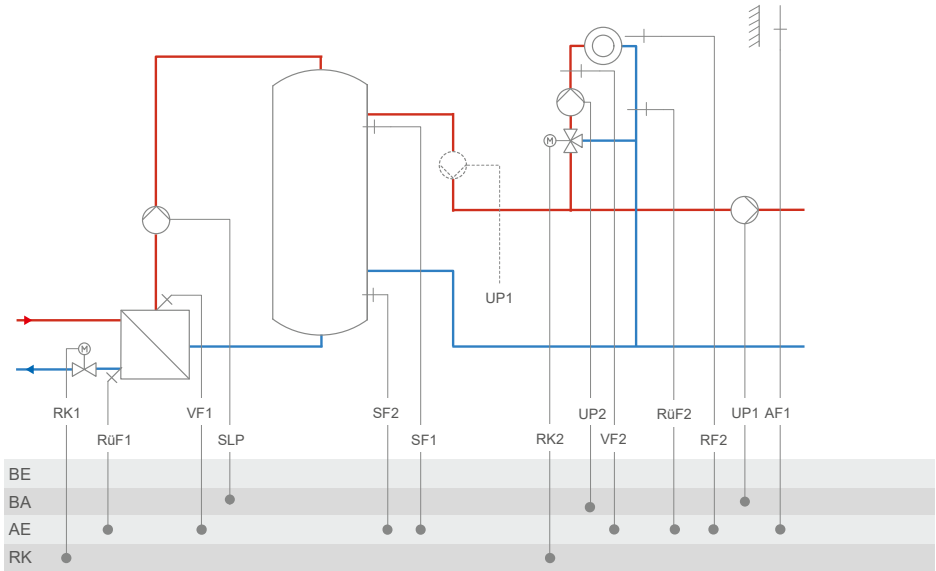 M
UP1
M
RK1
VF1
SF2
UP2
RüF2
UP1
AF1
RüF1
SLP
SF1
RK2
VF2
RF2
BE
BA
AE
RK